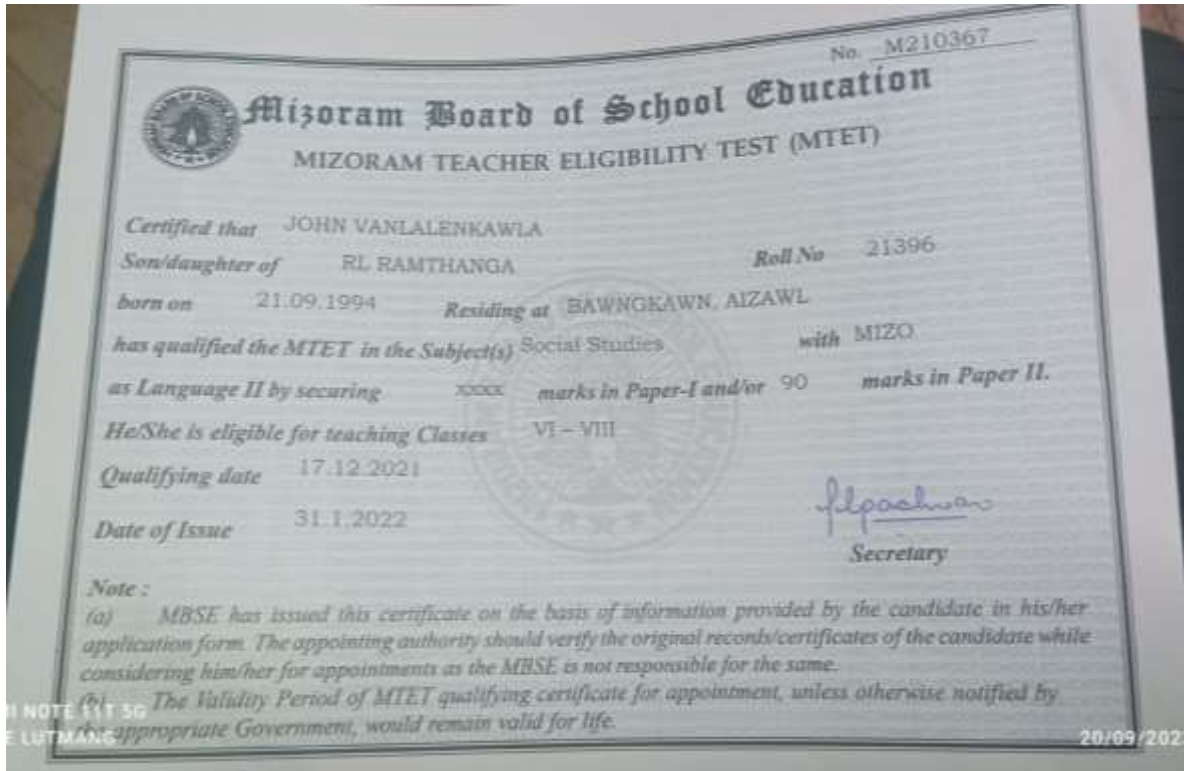 No. M210367
Mizoram Board of School Education
MIZORAM TEACHER ELIGIBILITY TEST (MTET)
Certified that JOHN VANLALENKAWLA
Son/daughter of RL RAMTHANGA Roll No 21396
born on 21.09.1994 Residing at BAWNGKAWN, AIZAWL
has qualified the MTET in the Subject(s) Social Studies with MIZO
as Language II by securing xxxx marks in Paper-I and/or 90 marks in Paper II.
He/She is eligible for teaching Classes VI – VIII
Qualifying date 17.12.2021
Date of Issue 31.1.2022
Secretary
Note :
(a) MBSE has issued this certificate on the basis of information provided by the candidate in his/her
application form. The appointing authority should verify the original records/certificates of the candidate while
considering him/her for appointments as the MBSE is not responsible for the same.
(b) The Validity Period of MTET qualifying certificate for appointment, unless otherwise notified by
appropriate Government, would remain valid for life.
NOTE 11T 5G
LUTMANG
20/09/202